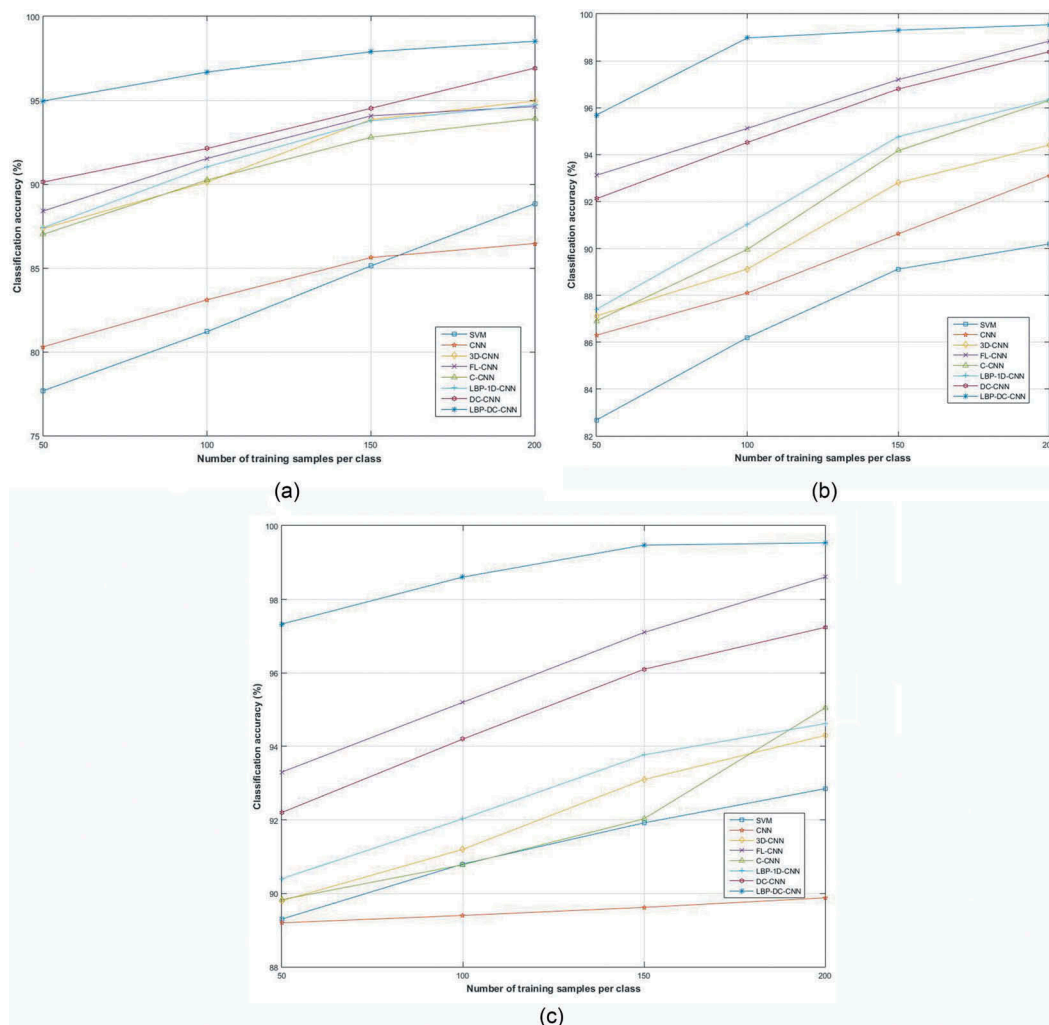 100
95
90
85
80
75
Classification accuracy (%)
50
100
150
200
Number of training samples per class
SVM
CNN
3D-CNN
FL-CNN
C-CNN
LBP-1D-CNN
DC-CNN
LBP-DC-CNN
(a)
100
98
96
94
92
90
88
86
84
82
Classification accuracy (%)
50
100
150
200
Number of training samples per class
SVM
CNN
3D-CNN
FL-CNN
C-CNN
LBP-1D-CNN
DC-CNN
LBP-DC-CNN
(b)
100
98
96
94
92
90
88
Classification accuracy (%)
50
100
150
200
Number of training samples per class
SVM
CNN
3D-CNN
FL-CNN
C-CNN
LBP-1D-CNN
DC-CNN
LBP-DC-CNN
(c)